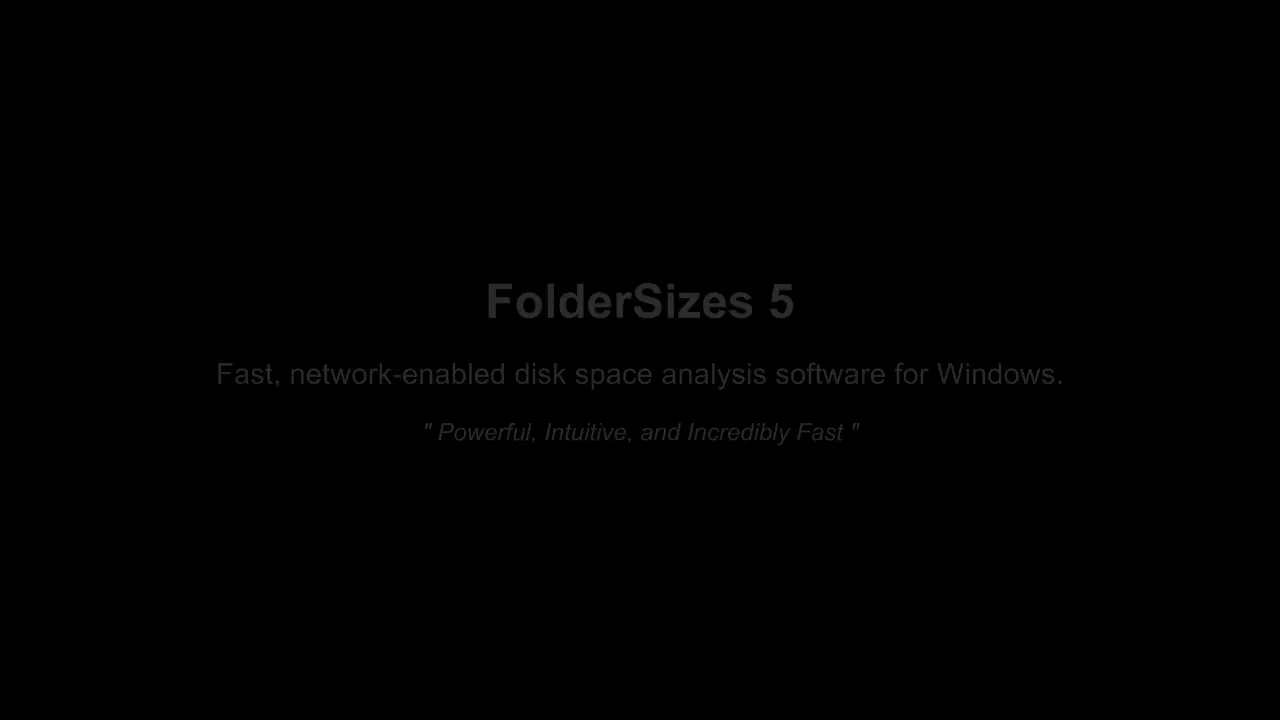 FolderSizes 5
Fast, network-enabled disk space analysis software for Windows.
" Powerful, Intuitive, and Incredibly Fast "